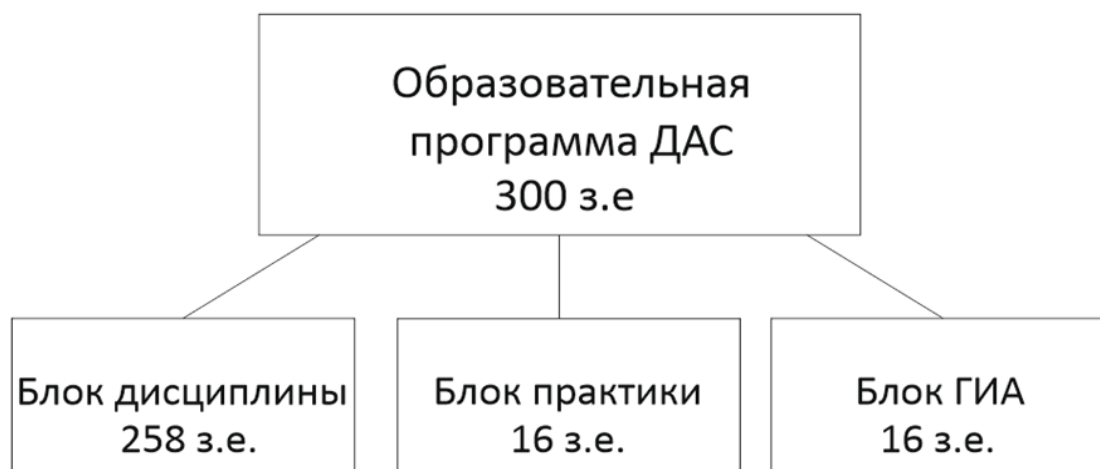 Образовательная
программа ДАС
300 з.е
Блок дисциплины
258 з.е.
Блок практики
16 з.е.
Блок ГИА
16 з.е.